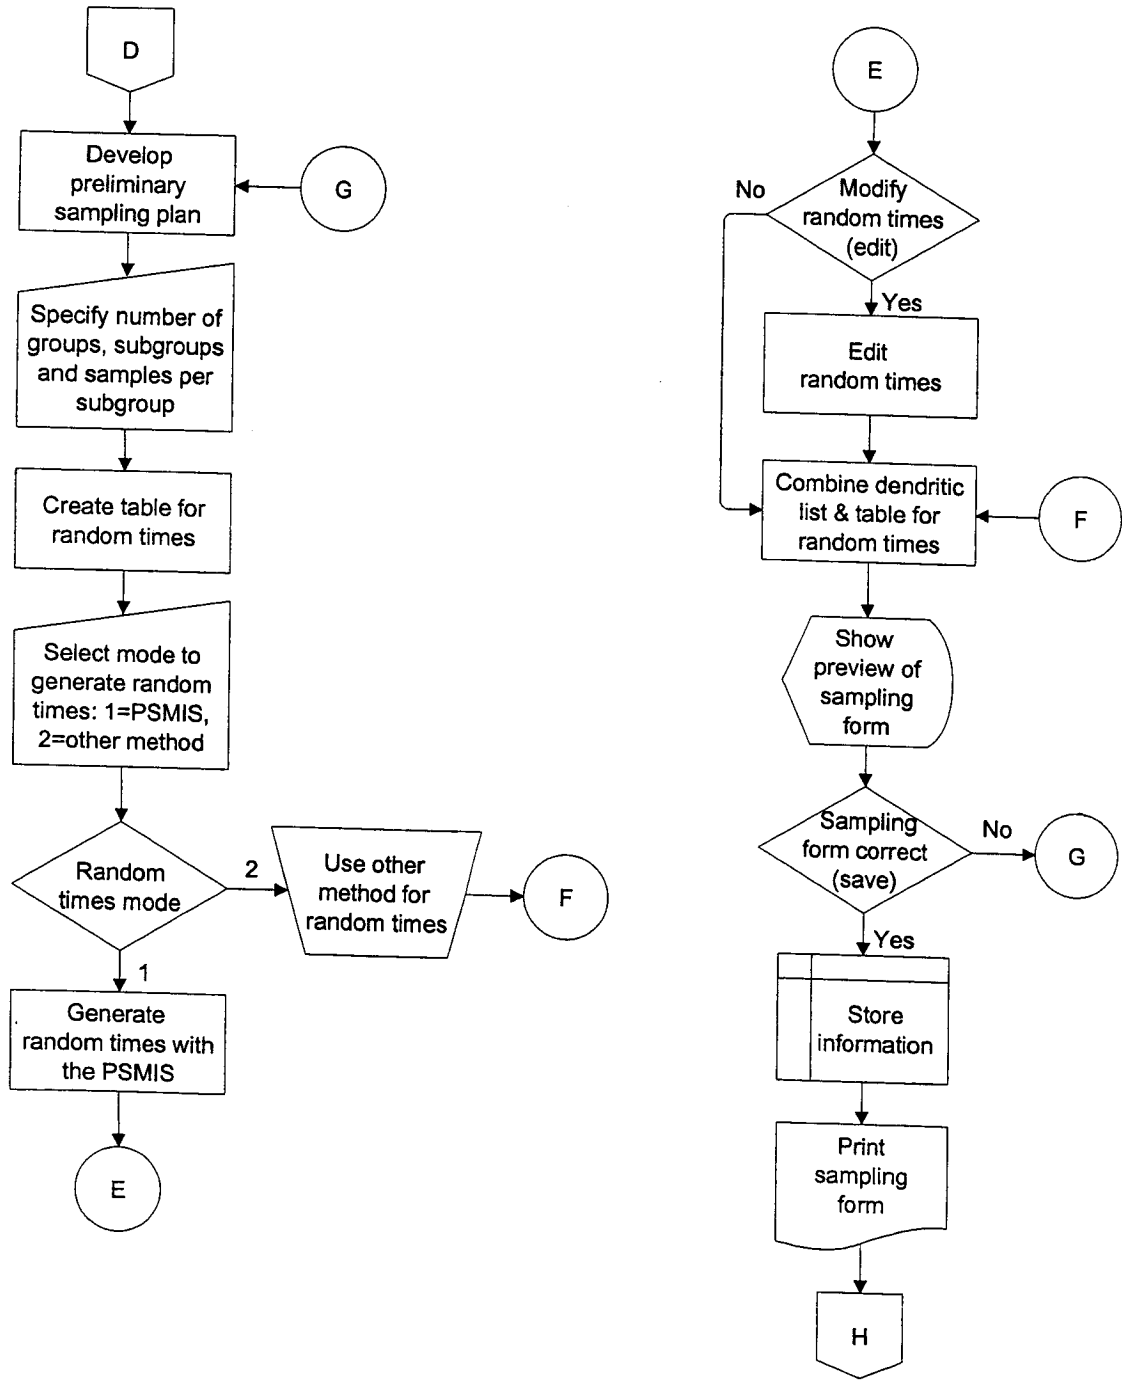 D
Develop
preliminary
sampling plan
G
Specify number of
groups, subgroups
and samples per
subgroup
Create table for
random times
Select mode to
generate random
times: 1=PSMIS,
2=other method
Random
times mode
2
Use other
method for
random times
F
1
Generate
random times with
the PSMIS
E
E
Modify
random times
(edit)
No
Yes
Edit
random times
Combine dendritic
list & table for
random times
F
Show
preview of
sampling
form
Sampling
form correct
(save)
No
G
Yes
Store
information
Print
sampling
form
H